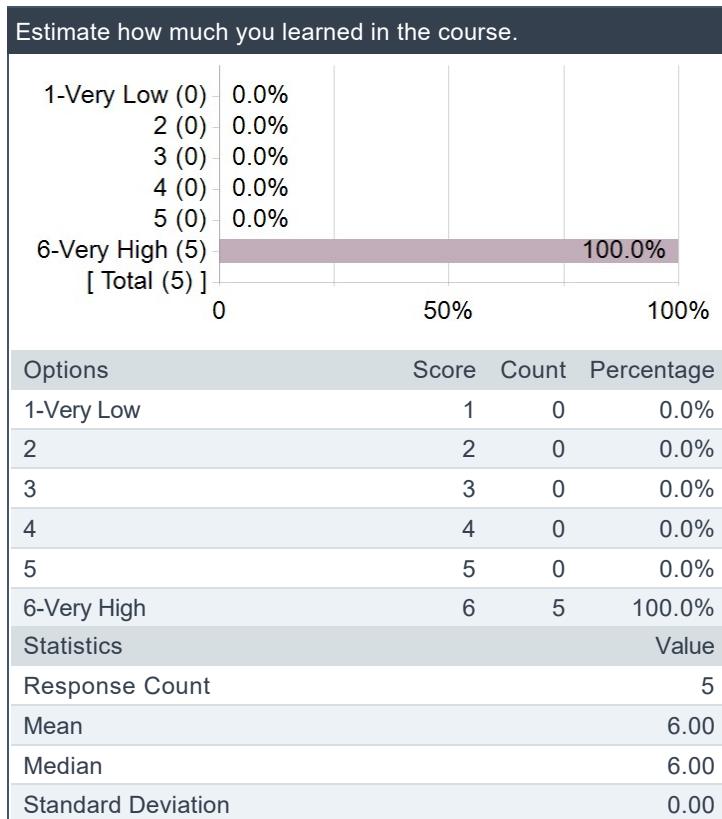 Estimate how much you learned in the course.
1-Very Low (0) 0.0%
2 (0) 0.0%
3 (0) 0.0%
4 (0) 0.0%
5 (0) 0.0%
6-Very High (5) 100.0%
[ Total (5) ]
0 50% 100%
Options Score Count Percentage
1-Very Low 1 0 0.0%
2 2 0 0.0%
3 3 0 0.0%
4 4 0 0.0%
5 5 0 0.0%
6-Very High 6 5 100.0%
Statistics Value
Response Count 5
Mean 6.00
Median 6.00
Standard Deviation 0.00